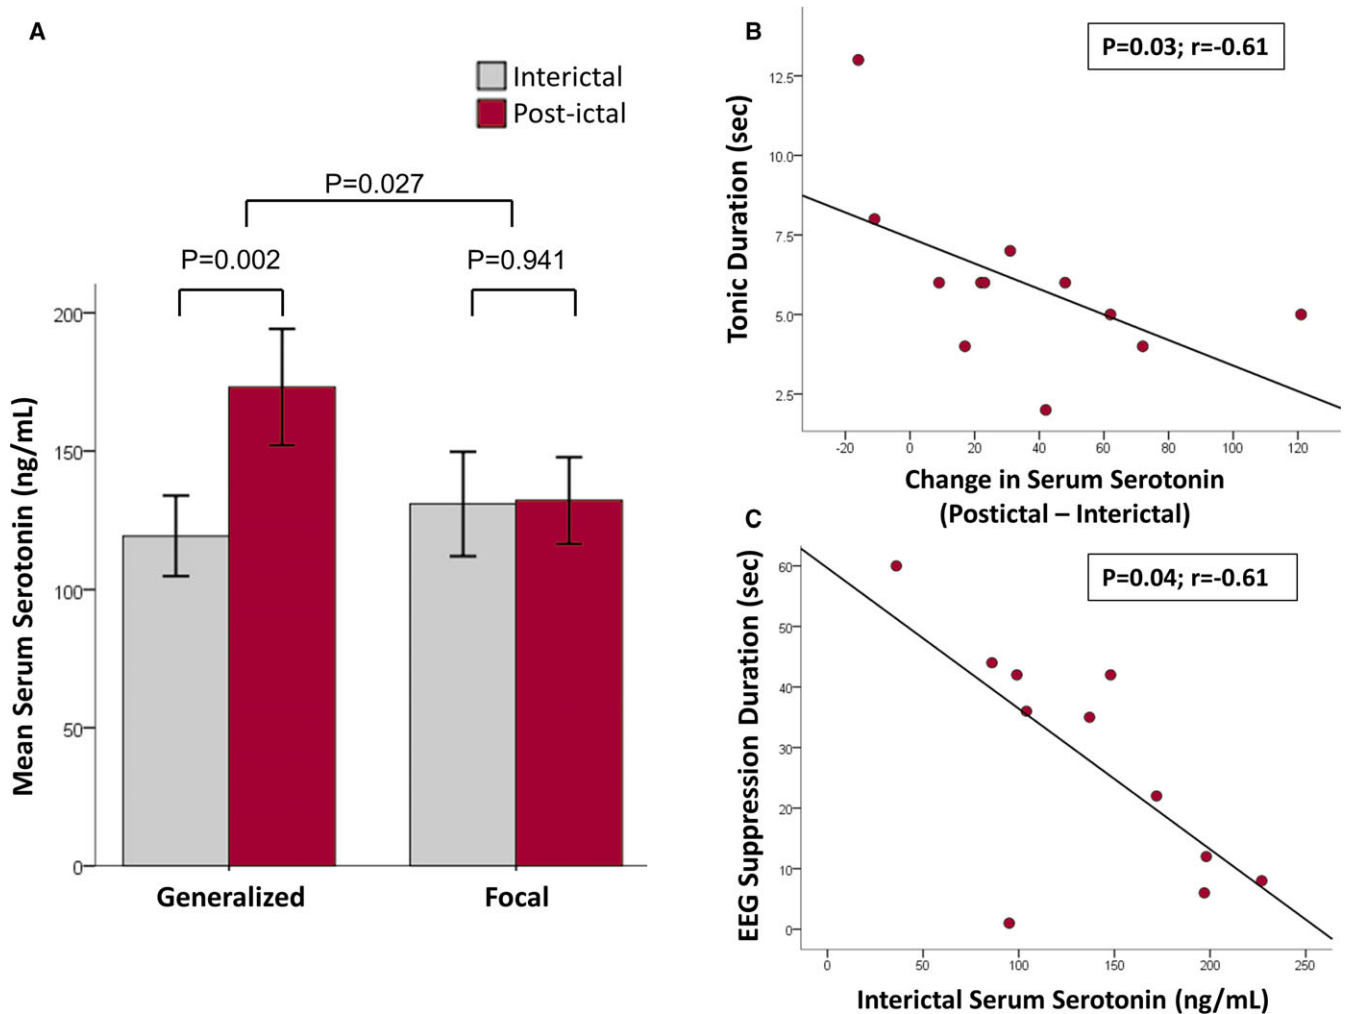 A
Interictal
Post-ictal
P=0.027
P=0.002
P=0.941
Mean Serum Serotonin (ng/mL)
200
150
100
50
0
Generalized
Focal
B
P=0.03; r=-0.61
Tonic Duration (sec)
12.5
10.0
7.5
5.0
2.5
-20 0 20 40 60 80 100 120
Change in Serum Serotonin
(Postictal – Interictal)
C
P=0.04; r=-0.61
EEG Suppression Duration (sec)
60
50
40
30
20
10
0
0 50 100 150 200 250
Interictal Serum Serotonin (ng/mL)